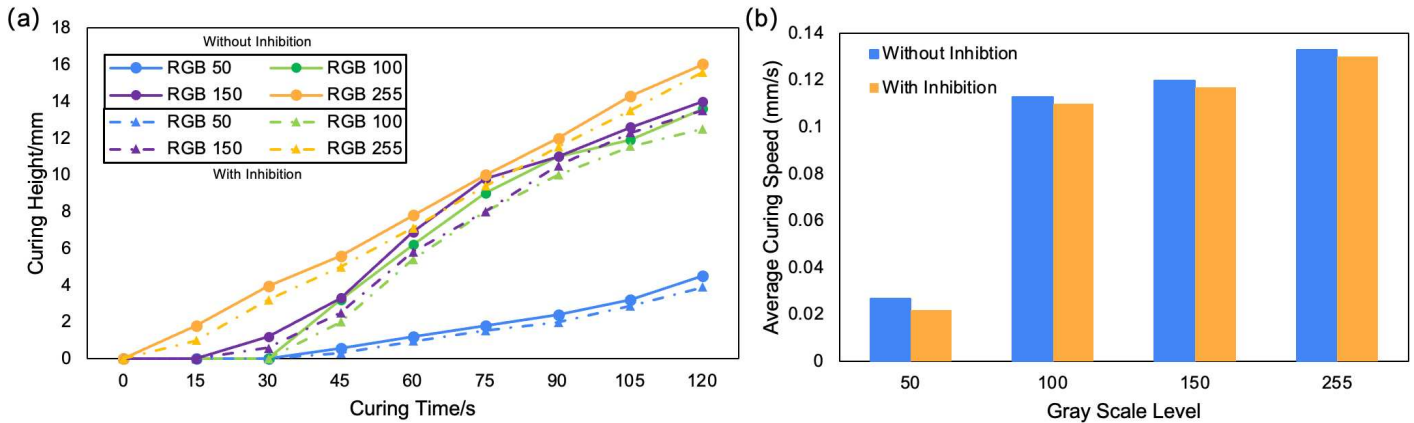 (a)
18
16
14
12
10
8
6
4
2
0
Curing Height/mm
Without Inhibition
RGB 50 RGB 100
RGB 150 RGB 255
RGB 50 RGB 100
RGB 150 RGB 255
With Inhibition
0 15 30 45 60 75 90 105 120
Curing Time/s
(b)
0.14
0.12
0.1
0.08
0.06
0.04
0.02
0
Average Curing Speed (mm/s)
Without Inhibtion
With Inhibition
50 100 150 255
Gray Scale Level